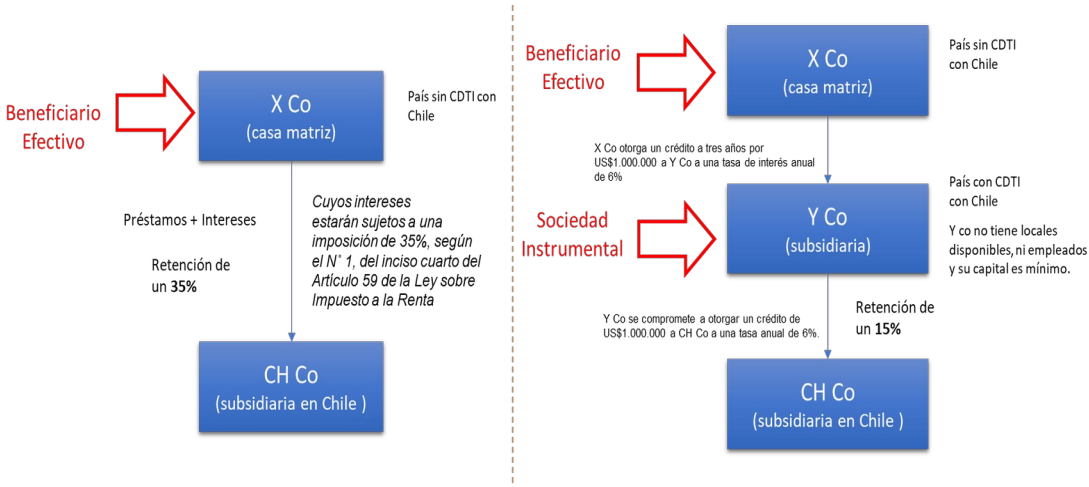 Beneficiario
Efectivo
X Co
(casa matriz)
País sin CDTI con
Chile
Préstamos + Intereses
Retención de
un 35%
Cuyos intereses
estarán sujetos a una
imposición de 35%, según
el N° 1, del inciso cuarto del
Artículo 59 de la Ley sobre
Impuesto a la Renta
CH Co
(subsidiaria en Chile )
Beneficiario
Efectivo
X Co
(casa matriz)
País sin CDTI
con Chile
X Co otorga un crédito a tres años por
US$1.000.000 a Y Co a una tasa de interés anual
de 6%
Sociedad
Instrumental
Y Co
(subsidiaria)
País con CDTI
con Chile
Y co no tiene locales
disponibles, ni empleados
y su capital es mínimo.
Y Co se compromete a otorgar un crédito de
US$1.000.000 a CH Co a una tasa anual de 6%.
Retención de
un 15%
CH Co
(subsidiaria en Chile )